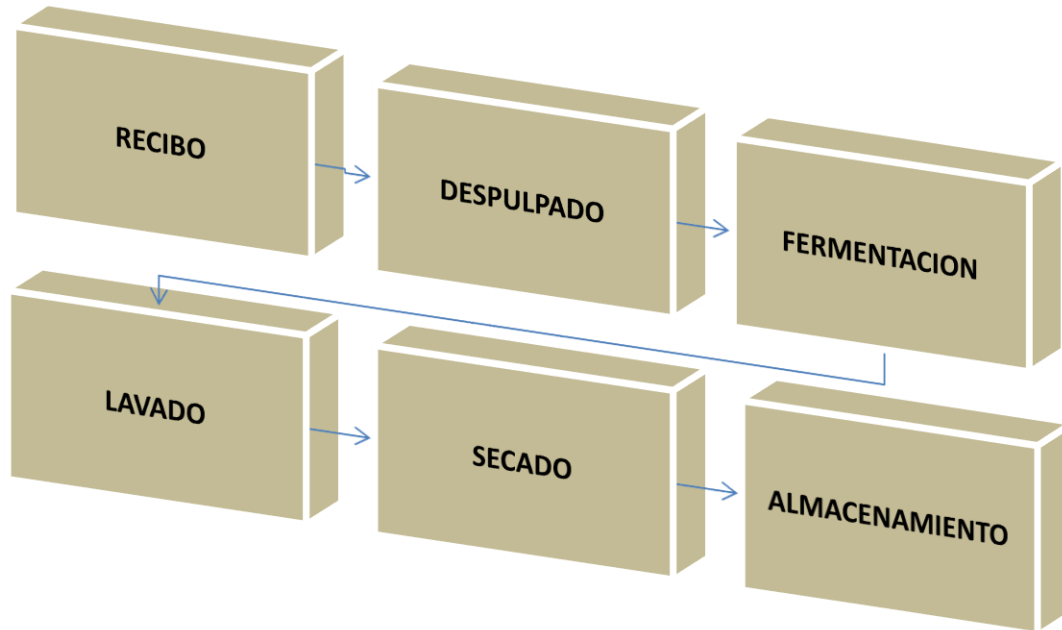 RECIBO
DESPULPADO
FERMENTACION
LAVADO
SECADO
ALMACENAMIENTO